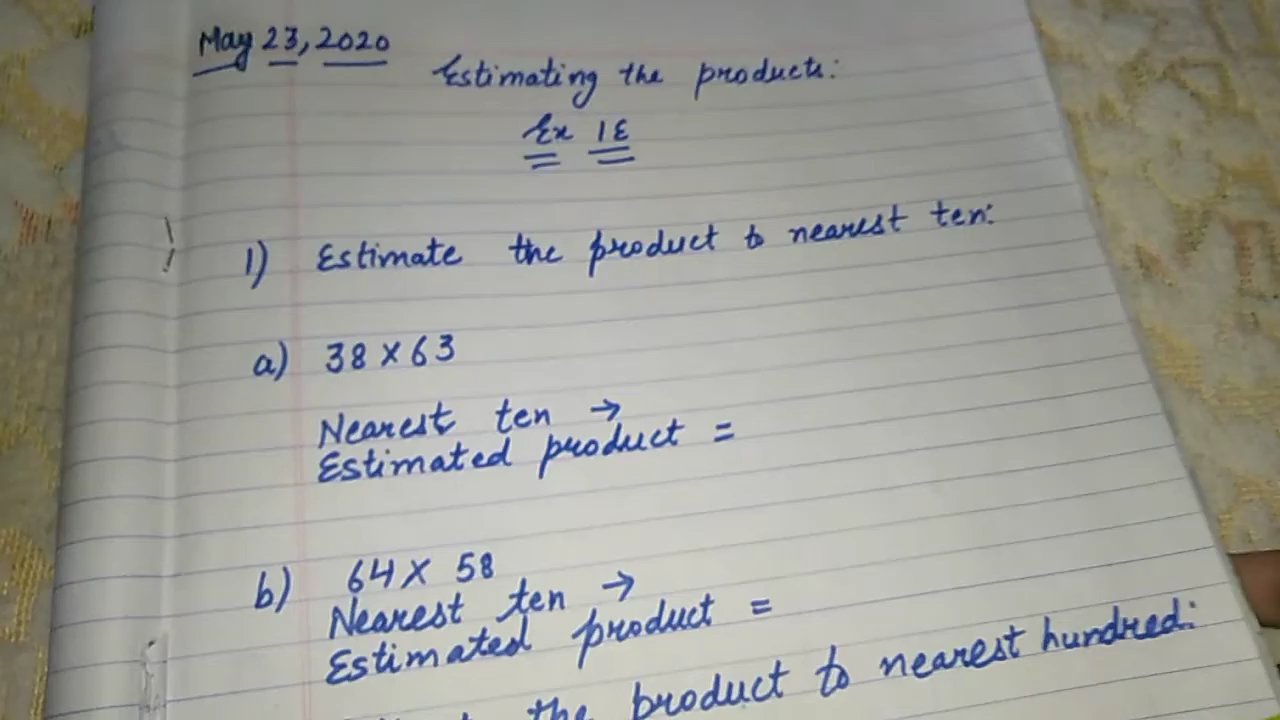 May 23, 2020
Estimating the products:
Ex 1E
1) Estimate the product to nearest ten:
a) 38 × 63
Nearest ten →
Estimated product =
b) 64 × 58
Nearest ten →
Estimated product =
the product to nearest hundred: